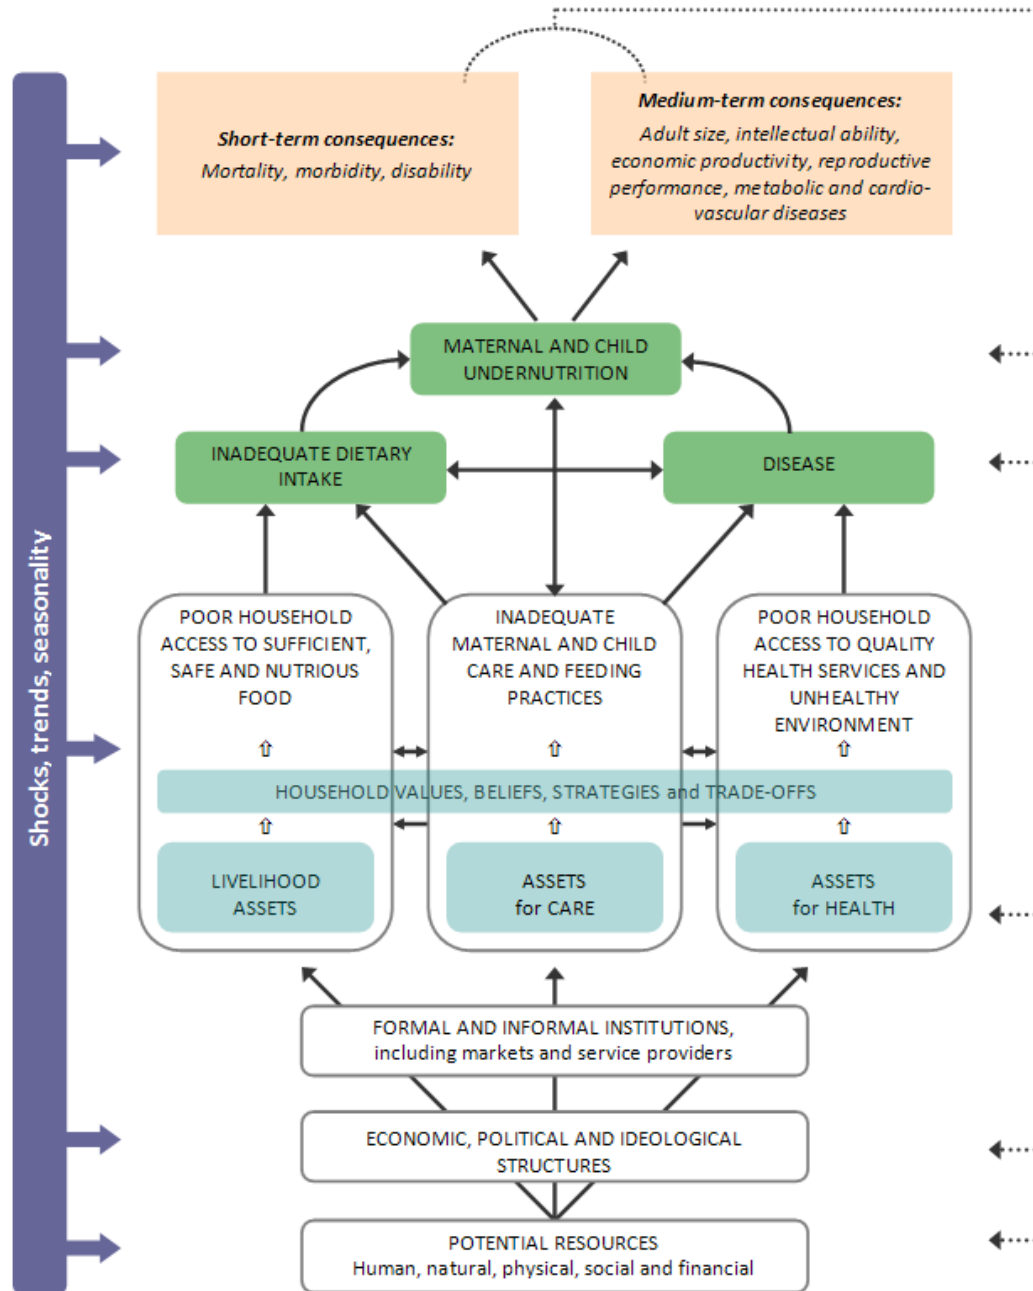 Shocks, trends, seasonality
Short-term consequences:
Mortality, morbidity, disability
Medium-term consequences:
Adult size, intellectual ability,
economic productivity, reproductive
performance, metabolic and cardio-
vascular diseases
MATERNAL AND CHILD
UNDERNUTRITION
INADEQUATE DIETARY
INTAKE
DISEASE
POOR HOUSEHOLD
ACCESS TO SUFFICIENT,
SAFE AND NUTRIOUS
FOOD
INADEQUATE
MATERNAL AND CHILD
CARE AND FEEDING
PRACTICES
POOR HOUSEHOLD
ACCESS TO QUALITY
HEALTH SERVICES AND
UNHEALTHY
ENVIRONMENT
HOUSEHOLD VALUES, BELIEFS, STRATEGIES and TRADE-OFFS
LIVELIHOOD
ASSETS
ASSETS
for CARE
ASSETS
for HEALTH
FORMAL AND INFORMAL INSTITUTIONS,
including markets and service providers
ECONOMIC, POLITICAL AND IDEOLOGICAL
STRUCTURES
POTENTIAL RESOURCES
Human, natural, physical, social and financial